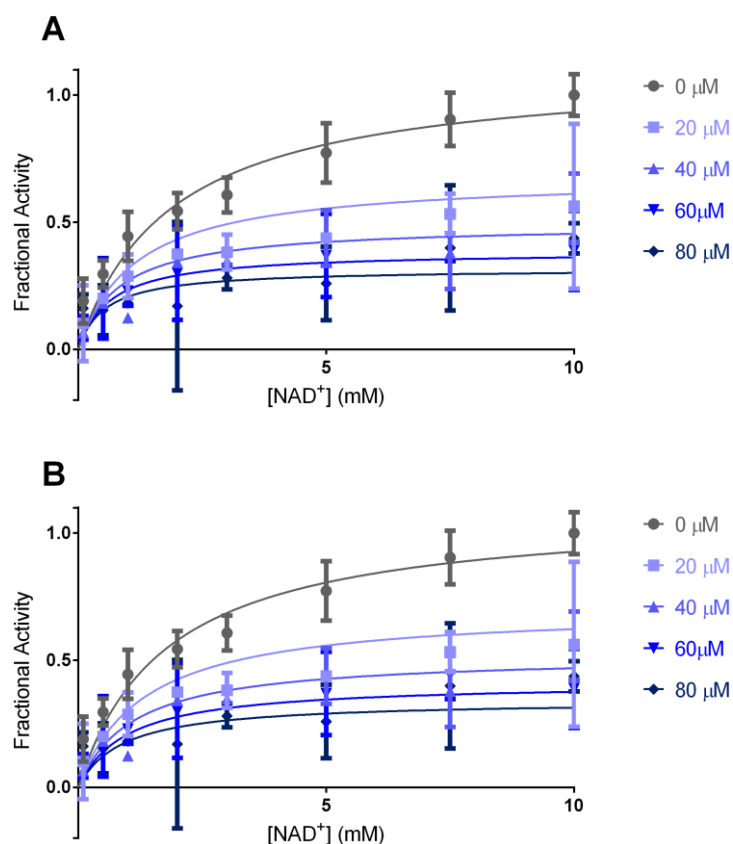 A
1.0
0.5
0.0
Fractional Activity
5
10
[NAD+] (mM)
0 μM
20 μM
40 μM
60μM
80 μM
B
1.0
0.5
0.0
Fractional Activity
5
10
[NAD+] (mM)
0 μM
20 μM
40 μM
60μM
80 μM